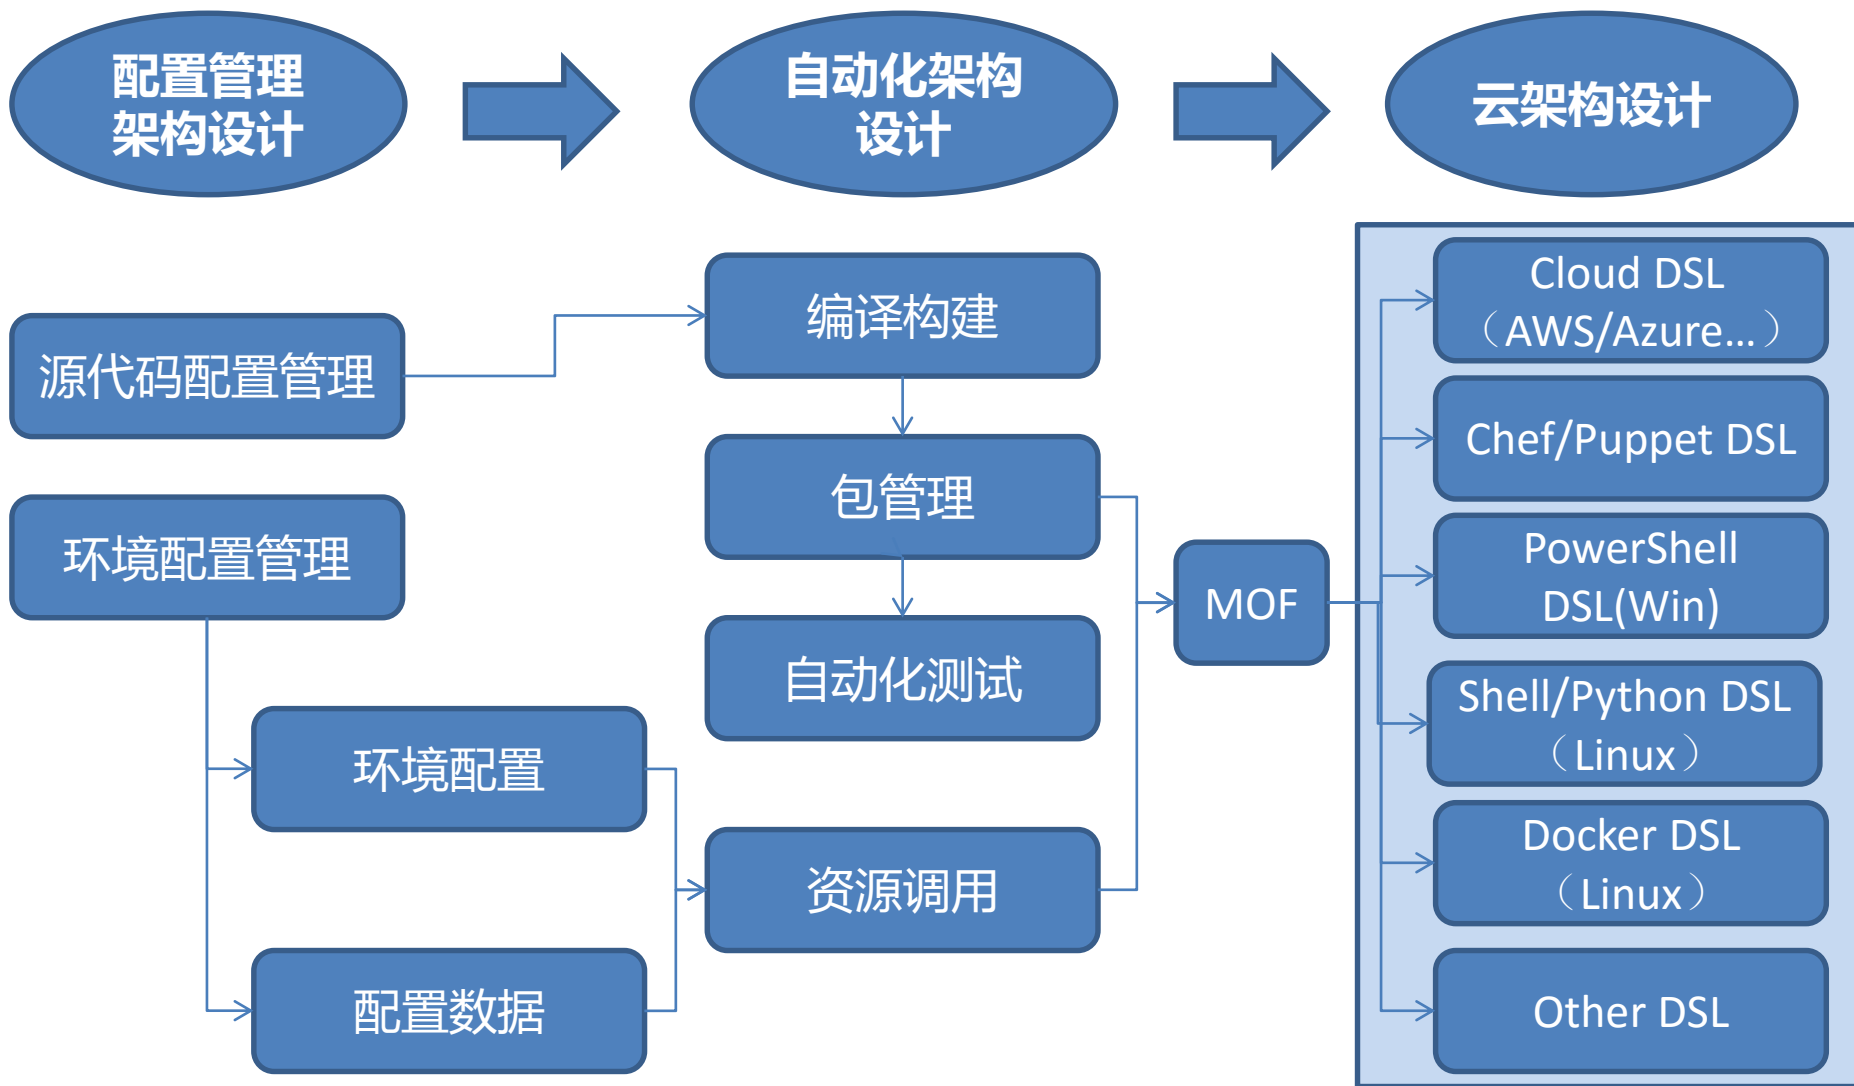 配置管理
架构设计
自动化架构
设计
云架构设计
源代码配置管理
环境配置管理
环境配置
配置数据
编译构建
包管理
自动化测试
资源调用
MOF
Cloud DSL
（AWS/Azure...）
Chef/Puppet DSL
PowerShell
DSL(Win)
Shell/Python DSL
（Linux）
Docker DSL
（Linux）
Other DSL